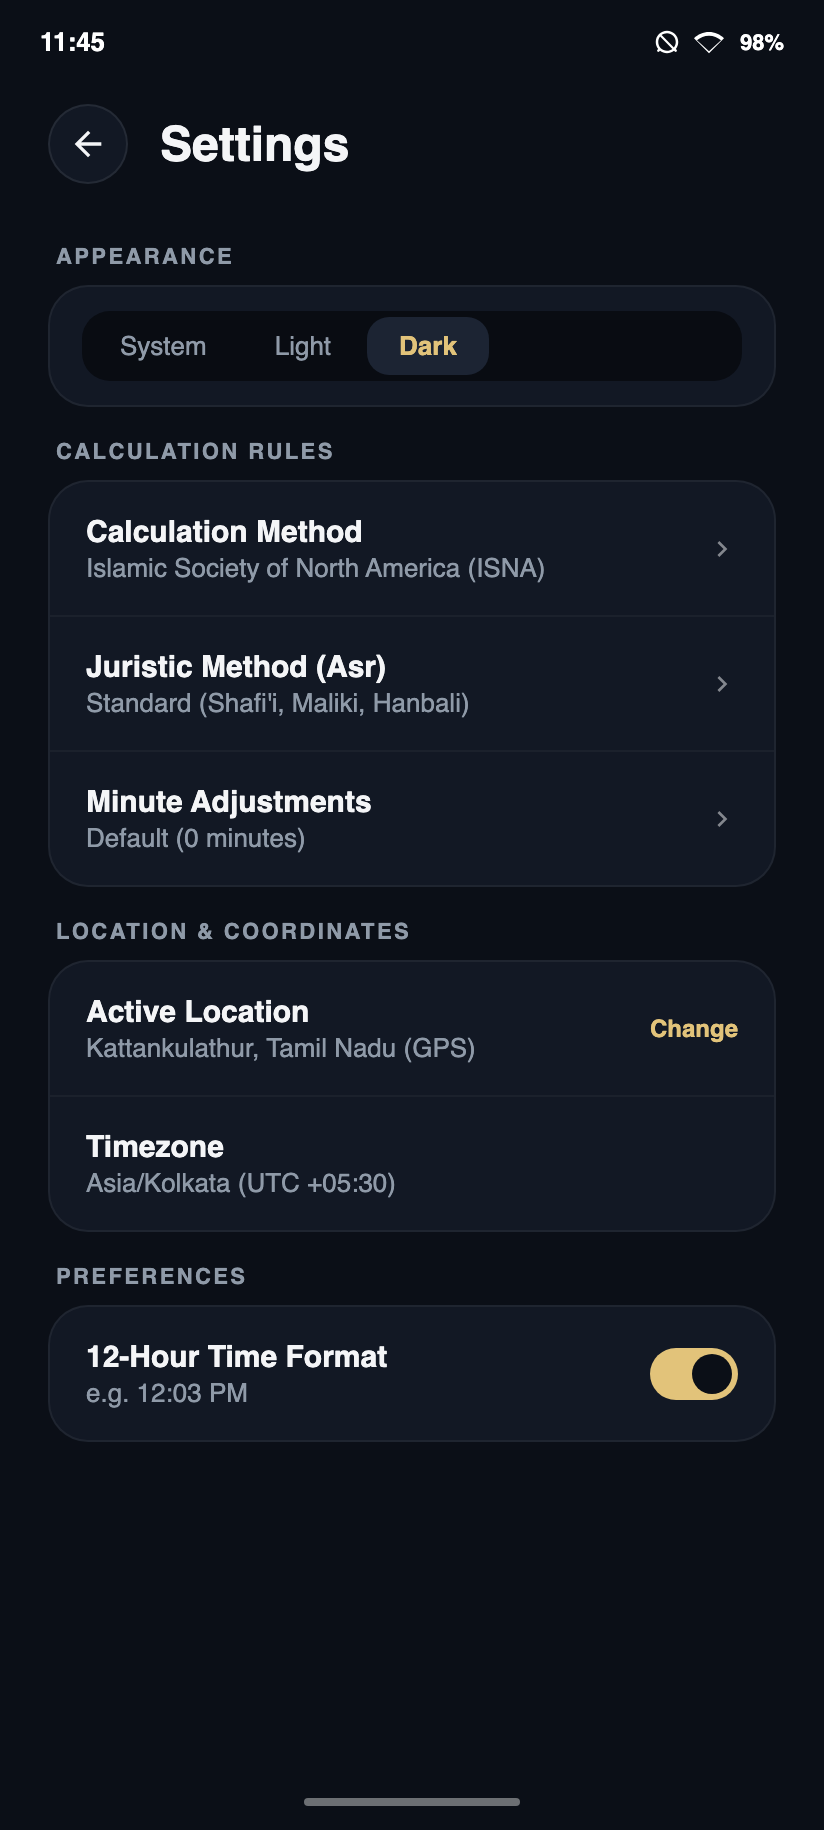 11:45
98%
Settings
APPEARANCE
System
Light
Dark
CALCULATION RULES
Calculation Method
Islamic Society of North America (ISNA)
Juristic Method (Asr)
Standard (Shafi'i, Maliki, Hanbali)
Minute Adjustments
Default (0 minutes)
LOCATION & COORDINATES
Active Location
Kattankulathur, Tamil Nadu (GPS)
Change
Timezone
Asia/Kolkata (UTC +05:30)
PREFERENCES
12-Hour Time Format
e.g. 12:03 PM